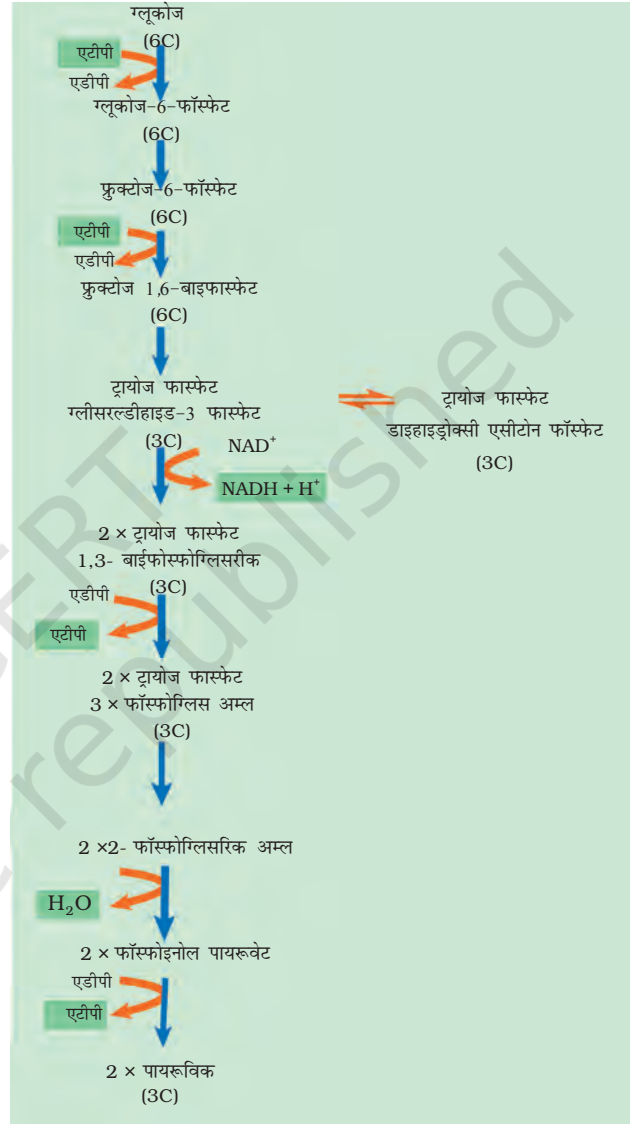 ग्लूकोज
(6C)
एटीपी
एडीपी
ग्लूकोज-6-फॉस्फेट
(6C)
फ्रुक्टोज-6-फॉस्फेट
(6C)
एटीपी
एडीपी
फ्रुक्टोज 1,6-बाइफास्फेट
(6C)
ट्रायोज फास्फेट
ग्लीसरल्डीहाइड-3 फास्फेट
(3C)
ट्रायोज फास्फेट
डाइहाइड्रोक्सी एसीटोन फॉस्फेट
(3C)
NAD⁺
NADH + H⁺
2 × ट्रायोज फास्फेट
1,3- बाईफोस्फोग्लिसरीक
(3C)
एडीपी
एटीपी
2 × ट्रायोज फास्फेट
3 × फॉस्फोग्लिस अम्ल
(3C)
2 ×2- फॉस्फोग्लिसरिक अम्ल
H₂O
2 × फॉस्फोइनोल पायरूवेट
एडीपी
एटीपी
2 × पायरूविक
(3C)
republished